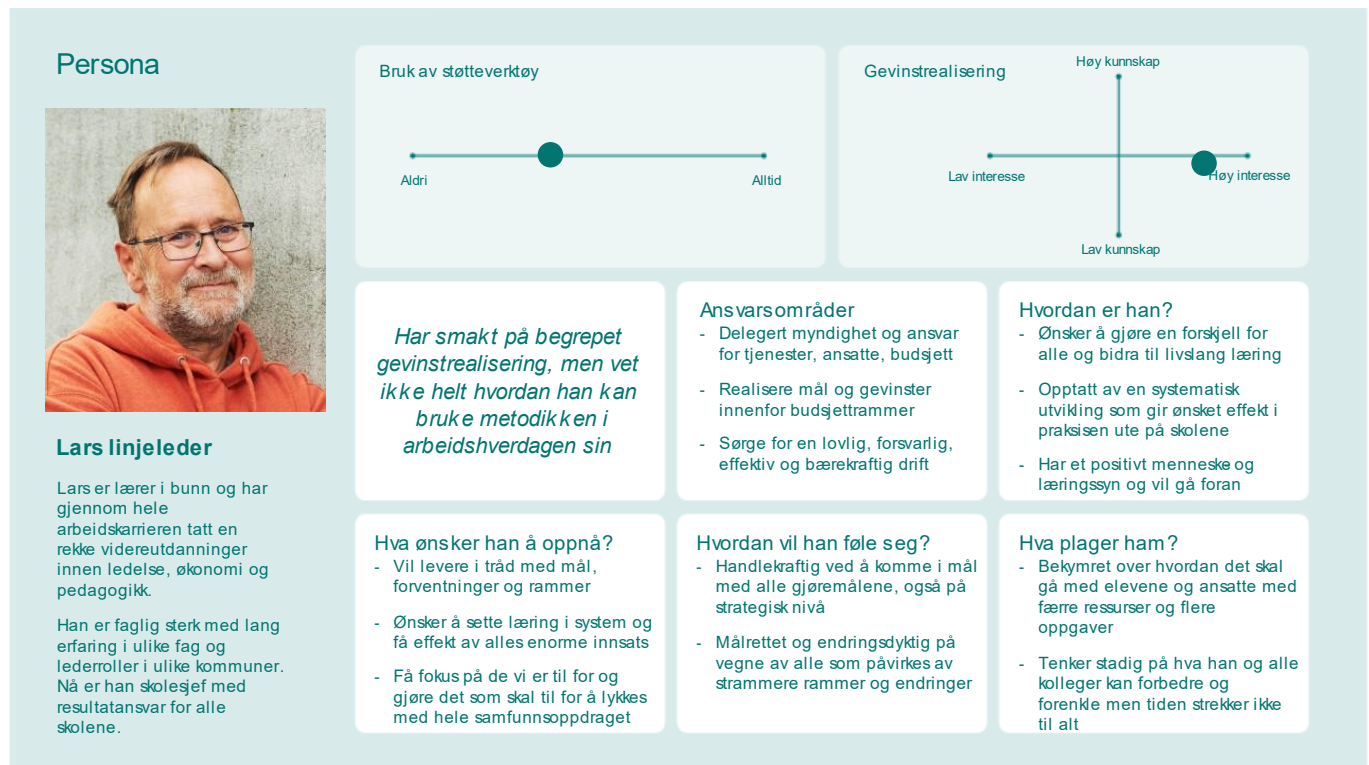 Persona
Lars linjeleder
Lars er lærer i bunn og har
gjennom hele
arbeidskarrieren tatt en
rekke videreutdanninger
innen ledelse, økonomi og
pedagogikk.
Han er faglig sterk med lang
erfaring i ulike fag og
lederroller i ulike kommuner.
Nå er han skolesjef med
resultatansvar for alle
skolene.
Bruk av støtteverktøy
Aldri
Alltid
Gevinstrealisering
Høy kunnskap
Lav interesse
Høy interesse
Lav kunnskap
Har smakt på begrepet
gevinstrealisering, men vet
ikke helt hvordan han kan
bruke metodikken i
arbeidshverdagen sin
Ansvarsområder
- Delegert myndighet og ansvar
for tjenester, ansatte, budsjett
- Realisere mål og gevinster
innenfor budsjettrammer
- Sørge for en lovlig, forsvarlig,
effektiv og bærekraftig drift
Hvordan er han?
- Ønsker å gjøre en forskjell for
alle og bidra til livslang læring
- Opptatt av en systematisk
utvikling som gir ønsket effekt i
praksisen ute på skolene
- Har et positivt menneske og
læringssyn og vil gå foran
Hva ønsker han å oppnå?
- Vil levere i tråd med mål,
forventninger og rammer
- Ønsker å sette læring i system og
få effekt av alles enorme innsats
- Få fokus på de vi er til for og
gjøre det som skal til for å lykkes
med hele samfunnsoppdraget
Hvordan vil han føle seg?
- Handlekraftig ved å komme i mål
med alle gjøremålene, også på
strategisk nivå
- Målrettet og endringsdyktig på
vegne av alle som påvirkes av
strammere rammer og endringer
Hva plager ham?
- Bekymret over hvordan det skal
gå med elevene og ansatte med
færre ressurser og flere
oppgaver
- Tenker stadig på hva han og alle
kolleger kan forbedre og
forenkle men tiden strekker ikke
til alt